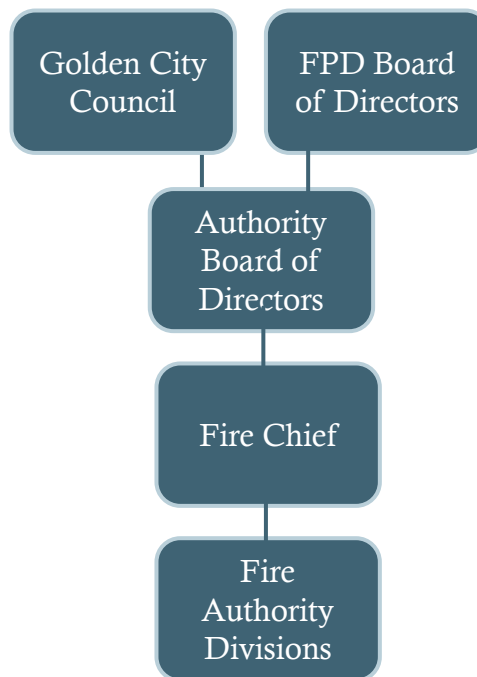 Golden City
Council
FPD Board
of Directors
Authority
Board of
Directors
Fire Chief
Fire
Authority
Divisions